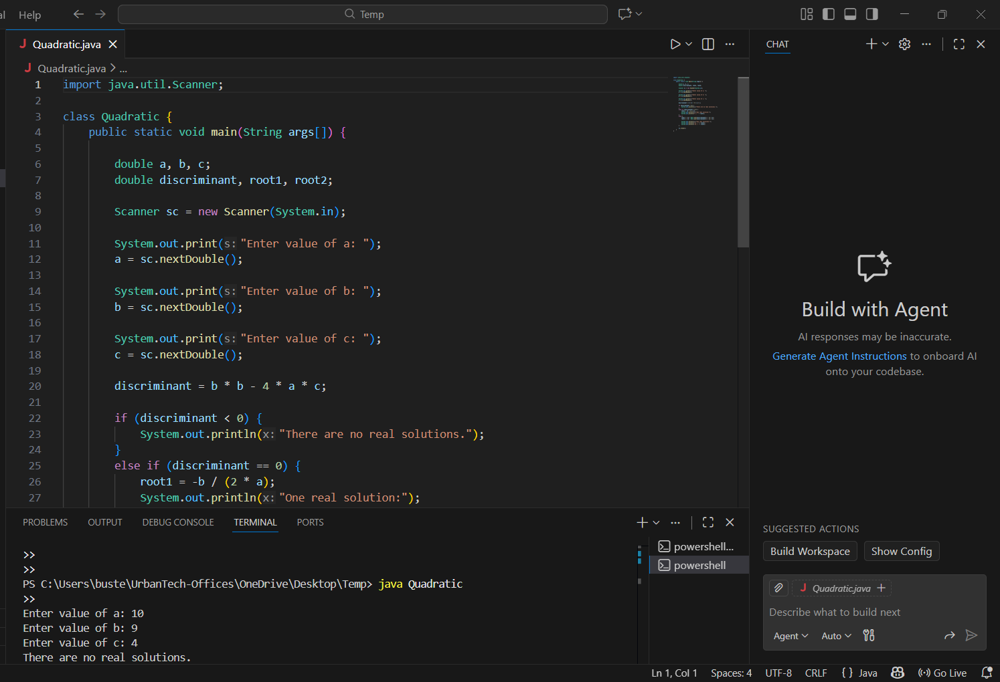 al Help Temp
Quadratic.java
Quadratic.java > ...
1 import java.util.Scanner;
2
3 class Quadratic {
4 public static void main(String args[]) {
5
6 double a, b, c;
7 double discriminant, root1, root2;
8
9 Scanner sc = new Scanner(System.in);
10
11 System.out.print(s: "Enter value of a: ");
12 a = sc.nextDouble();
13
14 System.out.print(s: "Enter value of b: ");
15 b = sc.nextDouble();
16
17 System.out.print(s: "Enter value of c: ");
18 c = sc.nextDouble();
19
20 discriminant = b * b - 4 * a * c;
21
22 if (discriminant < 0) {
23 System.out.println(x: "There are no real solutions.");
24 }
25 else if (discriminant == 0) {
26 root1 = -b / (2 * a);
27 System.out.println(x: "One real solution:");
PROBLEMS OUTPUT DEBUG CONSOLE TERMINAL PORTS
>>
>>
PS C:\Users\buste\UrbanTech-Offices\OneDrive\Desktop\Temp> java Quadratic
>>
Enter value of a: 10
Enter value of b: 9
Enter value of c: 4
There are no real solutions.
powershell...
powershell
CHAT
Build with Agent
AI responses may be inaccurate.
Generate Agent Instructions to onboard AI
onto your codebase.
SUGGESTED ACTIONS
Build Workspace Show Config
Quadratic.java
Describe what to build next
Agent Auto
Ln 1, Col 1 Spaces: 4 UTF-8 CRLF { } Java Go Live